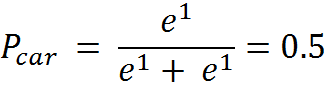 P_car = e^1 / (e^1 + e^1) = 0.5